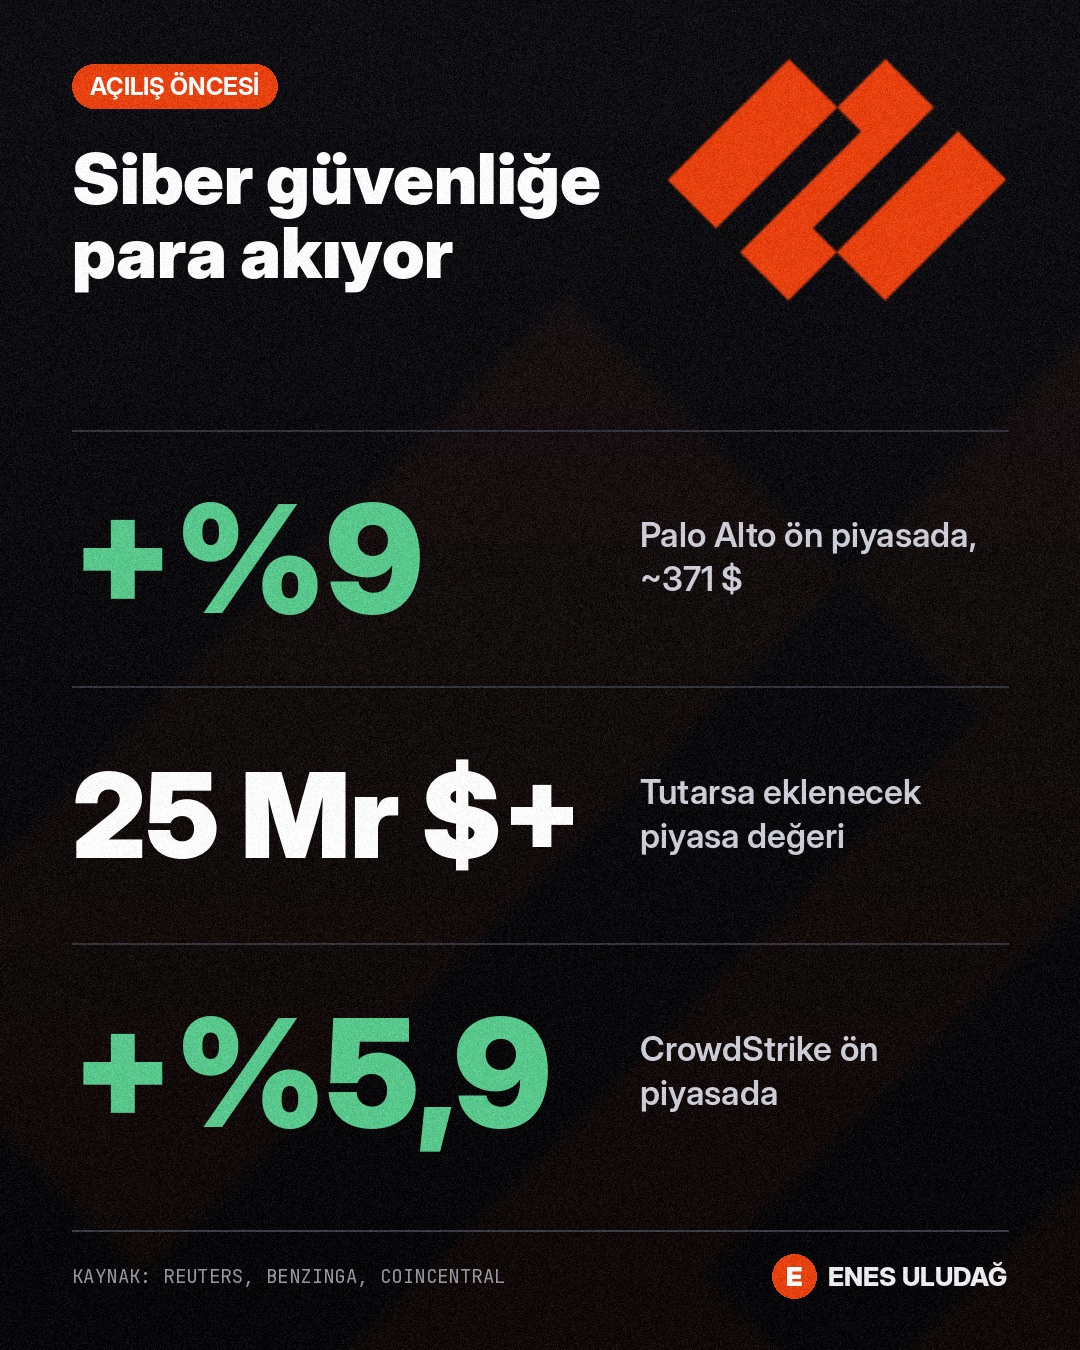 AÇILIŞ ÖNCESİ
Siber güvenliğe
para akıyor
+%9
Palo Alto ön piyasada,
~371 $
25 Mr $+
Tutarsa eklenecek
piyasa değeri
+%5,9
CrowdStrike ön
piyasada
KAYNAK: REUTERS, BENZINGA, COINCENTRAL
E ENES ULUDAĞ